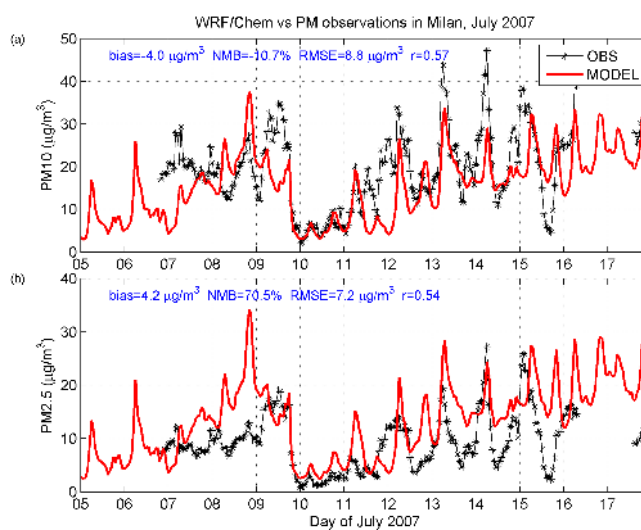 WRF/Chem vs PM observations in Milan, July 2007
(a)
bias=-4.0 μg/m³ NMB=-10.7% RMSE=8.8 μg/m³ r=0.57
OBS
MODEL
PM10 (μg/m³)
50
40
30
20
10
0
05 06 07 08 09 10 11 12 13 14 15 16 17
(b)
bias=4.2 μg/m³ NMB=70.5% RMSE=7.2 μg/m³ r=0.54
PM2.5 (μg/m³)
40
30
20
10
0
05 06 07 08 09 10 11 12 13 14 15 16 17
Day of July 2007